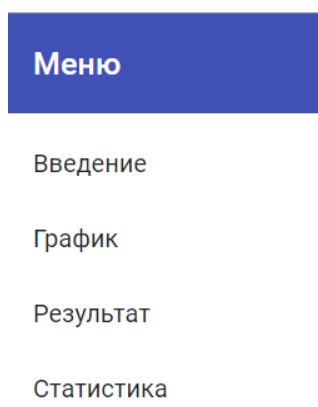 Меню
Введение
График
Результат
Статистика